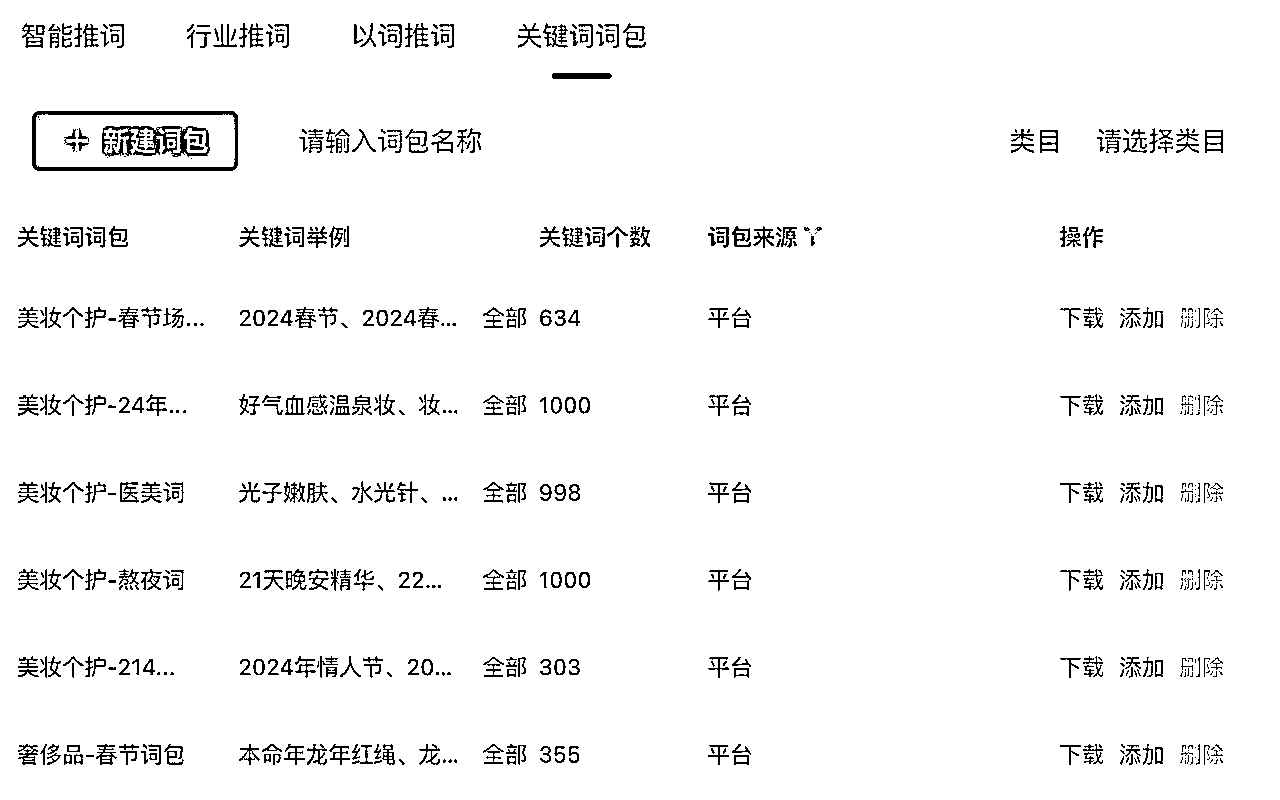 智能推词 行业推词 以词推词 关键词词包
新建词包 请输入词包名称 类目 请选择类目
关键词词包 关键词举例 关键词个数 词包来源 操作
美妆个护-春节场... 2024春节、2024春... 全部 634 平台 下载 添加 删除
美妆个护-24年... 好气血感温泉妆、妆... 全部 1000 平台 下载 添加 删除
美妆个护-医美词 光子嫩肤、水光针、... 全部 998 平台 下载 添加 删除
美妆个护-熬夜词 21天晚安精华、22... 全部 1000 平台 下载 添加 删除
美妆个护-214... 2024年情人节、20... 全部 303 平台 下载 添加 删除
奢侈品-春节词包 本命年龙年红绳、龙... 全部 355 平台 下载 添加 删除